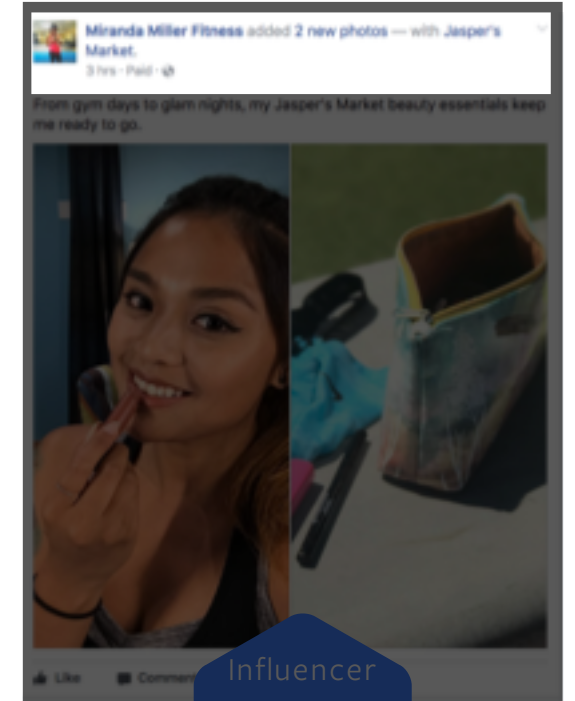 Miranda Miller Fitness added 2 new photos — with Jasper's
Market.
3 hrs · Paid ·
From gym days to glam nights, my Jasper's Market beauty essentials keep
me ready to go.
Like Comment
Influencer